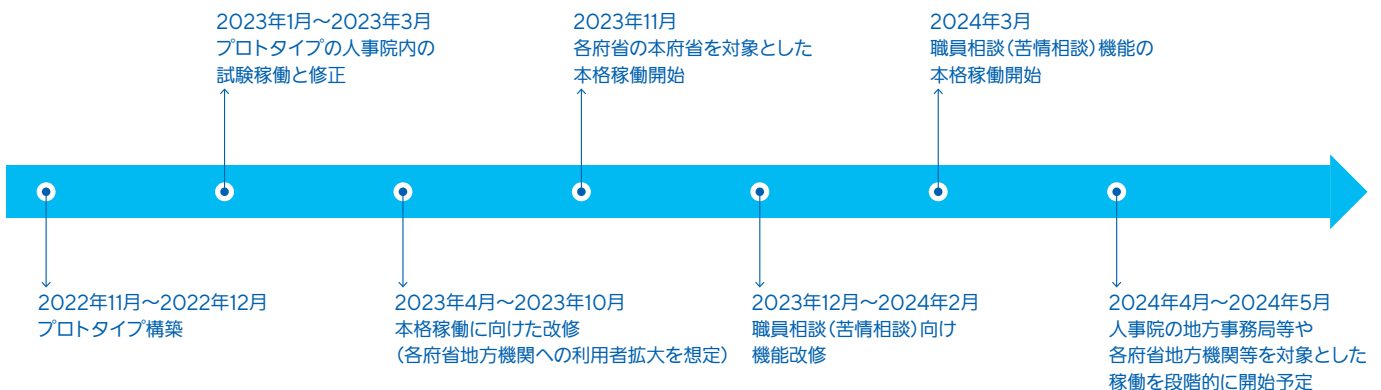 2023年1月～2023年3月
プロトタイプの人事院内の
試験稼働と修正
2023年11月
各府省の本府省を対象とした
本格稼働開始
2024年3月
職員相談（苦情相談）機能の
本格稼働開始
2022年11月～2022年12月
プロトタイプ構築
2023年4月～2023年10月
本格稼働に向けた改修
（各府省地方機関への利用者拡大を想定）
2023年12月～2024年2月
職員相談（苦情相談）向け
機能改修
2024年4月～2024年5月
人事院の地方事務局等や
各府省地方機関等を対象とした
稼働を段階的に開始予定